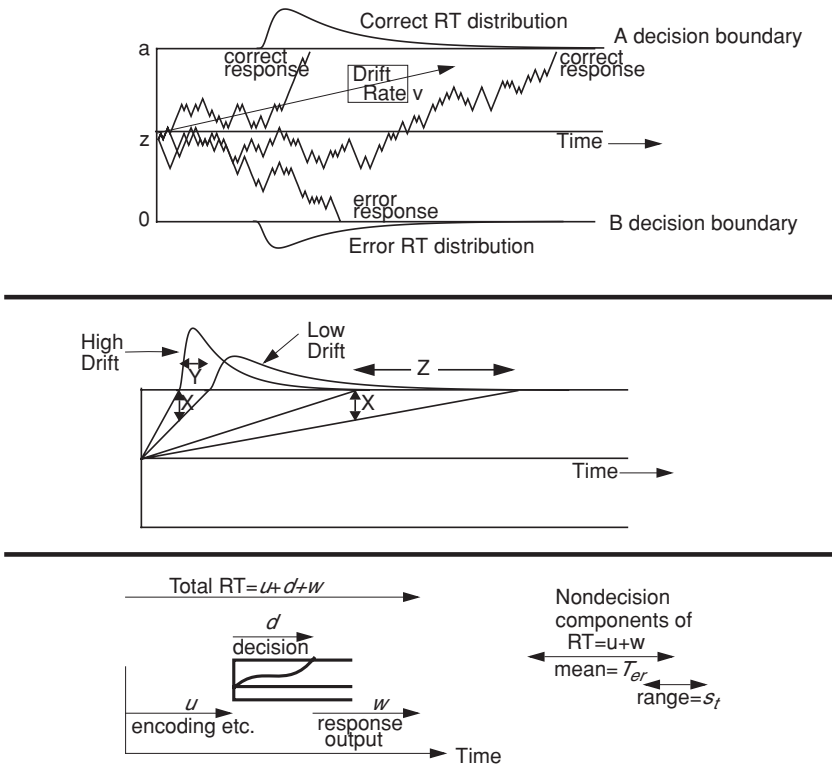 Correct RT distribution
A decision boundary
a
correct
response
correct
response
Drift
Rate v
z
Time
error
response
0
B decision boundary
Error RT distribution
High
Drift
Low
Drift
Y
Z
X
X
Time
Total RT=u+d+w
d
decision
u
encoding etc.
w
response
output
Time
Nondecision
components of
RT=u+w
mean=Ter
range=st